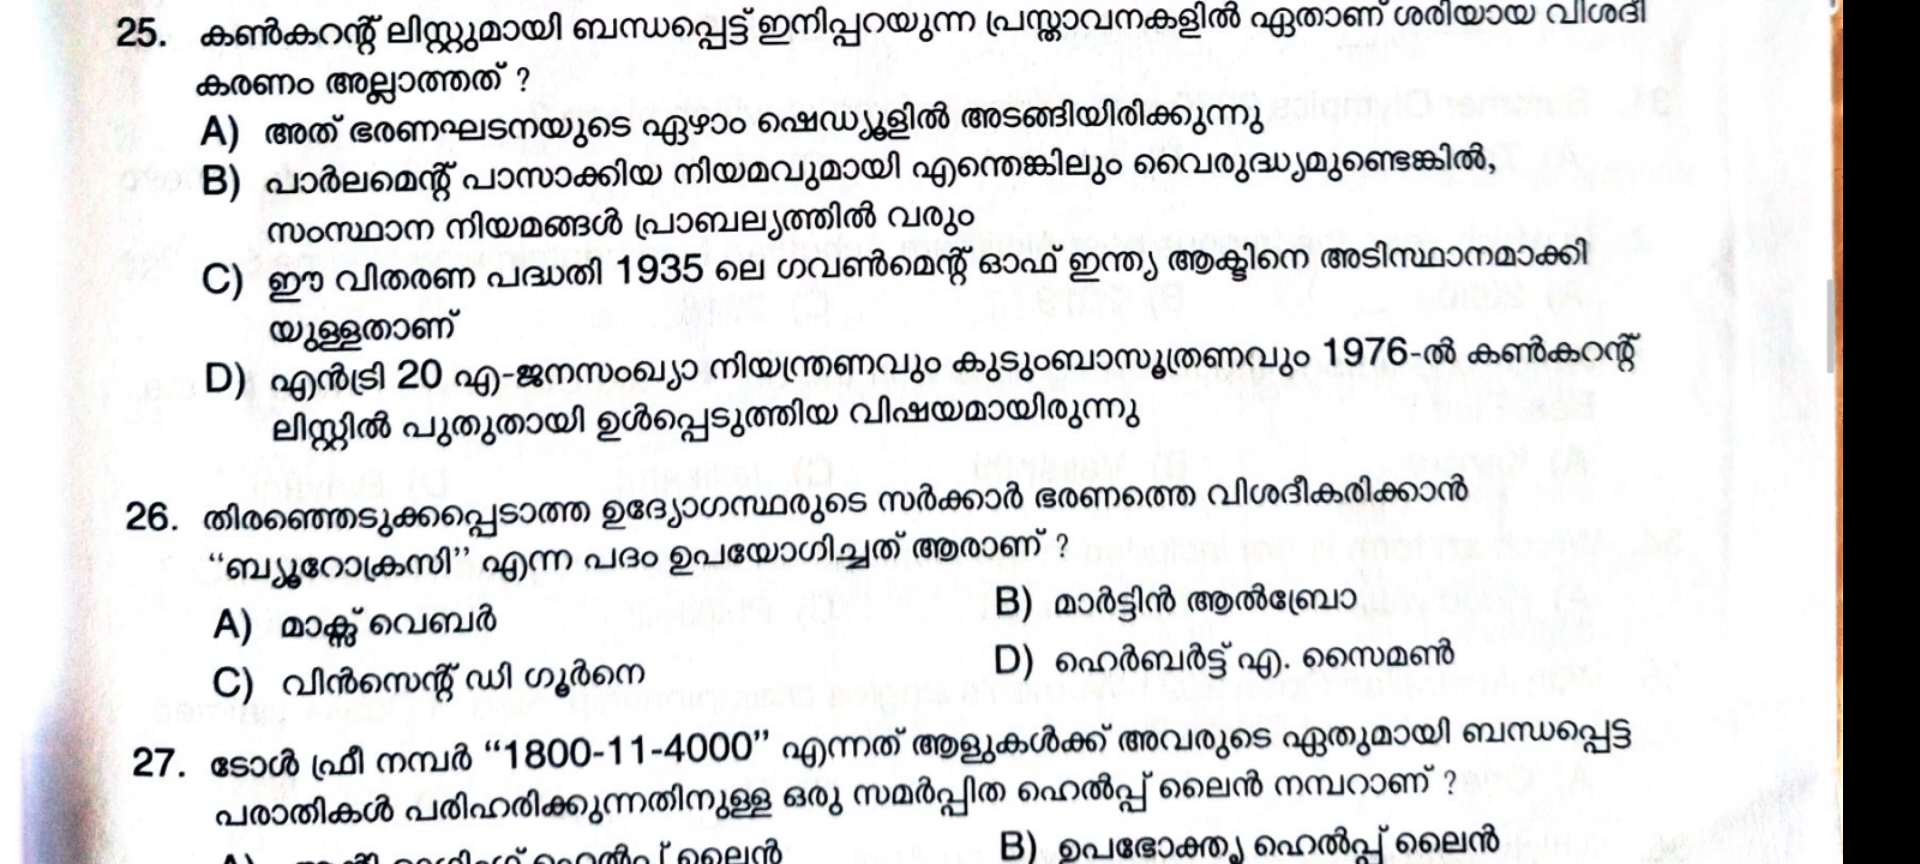 25. കൺകറന്റ് ലിസ്റ്റുമായി ബന്ധപ്പെട്ട് ഇനിപ്പറയുന്ന പ്രസ്താവനകളിൽ ഏതാണ് ശരിയായ വിശദീ
കരണം അല്ലാത്തത് ?
A) അത് ഭരണഘടനയുടെ ഏഴാം ഷെഡ്യൂളിൽ അടങ്ങിയിരിക്കുന്നു
B) പാർലമെന്റ് പാസാക്കിയ നിയമവുമായി എന്തെങ്കിലും വൈരുദ്ധ്യമുണ്ടെങ്കിൽ,
സംസ്ഥാന നിയമങ്ങൾ പ്രാബല്യത്തിൽ വരും
C) ഈ വിതരണ പദ്ധതി 1935 ലെ ഗവൺമെന്റ് ഓഫ് ഇന്ത്യ ആക്ടിനെ അടിസ്ഥാനമാക്കി
യുള്ളതാണ്
D) എൻട്രി 20 എ-ജനസംഖ്യാ നിയന്ത്രണവും കുടുംബാസൂത്രണവും 1976-ൽ കൺകറന്റ്
ലിസ്റ്റിൽ പുതുതായി ഉൾപ്പെടുത്തിയ വിഷയമായിരുന്നു
26. തിരഞ്ഞെടുക്കപ്പെടാത്ത ഉദ്യോഗസ്ഥരുടെ സർക്കാർ ഭരണത്തെ വിശദീകരിക്കാൻ
“ബ്യൂറോക്രസി” എന്ന പദം ഉപയോഗിച്ചത് ആരാണ് ?
A) മാക്സ് വെബർ B) മാർട്ടിൻ ആൽബ്രോ
C) വിൻസെന്റ് ഡി ഗൂർനെ D) ഹെർബർട്ട് എ. സൈമൺ
27. ടോൾ ഫ്രീ നമ്പർ “1800-11-4000” എന്നത് ആളുകൾക്ക് അവരുടെ ഏതുമായി ബന്ധപ്പെട്ട
പരാതികൾ പരിഹരിക്കുന്നതിനുള്ള ഒരു സമർപ്പിത ഹെൽപ്പ് ലൈൻ നമ്പറാണ് ?
A) ഹെൽപ്പ് ലൈൻ B) ഉപഭോക്തൃ ഹെൽപ്പ് ലൈൻ